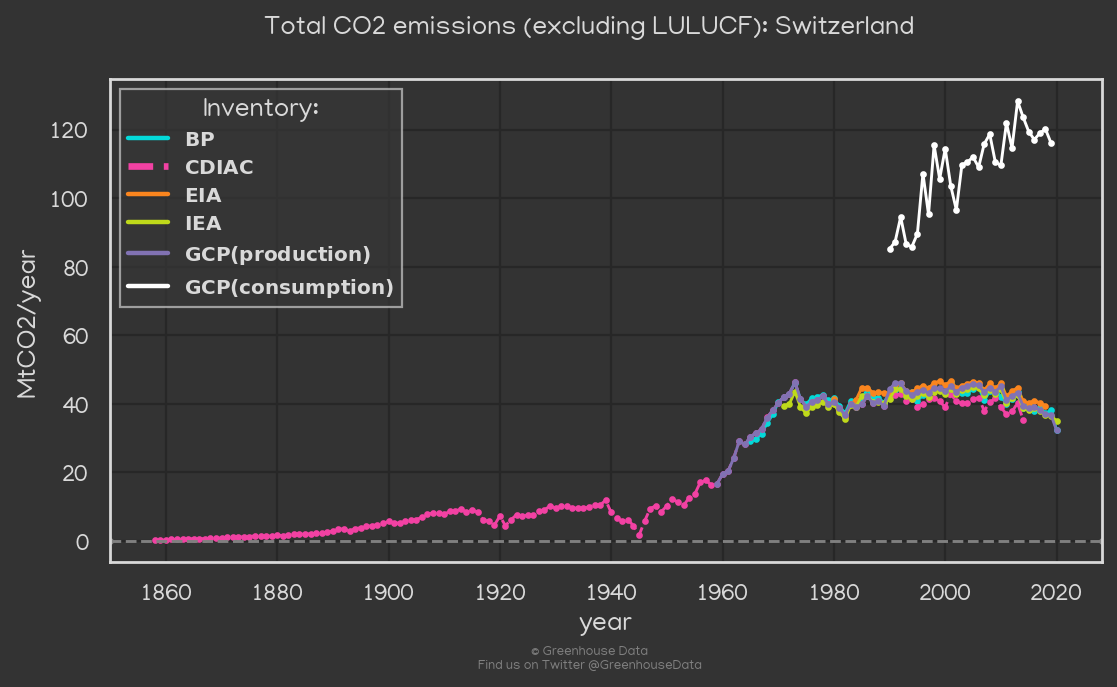 Total CO2 emissions (excluding LULUCF): Switzerland
Inventory:
BP
CDIAC
EIA
IEA
GCP(production)
GCP(consumption)
MtCO2/year
120
100
80
60
40
20
0
1860 1880 1900 1920 1940 1960 1980 2000 2020
year
© Greenhouse Data
Find us on Twitter @GreenhouseData